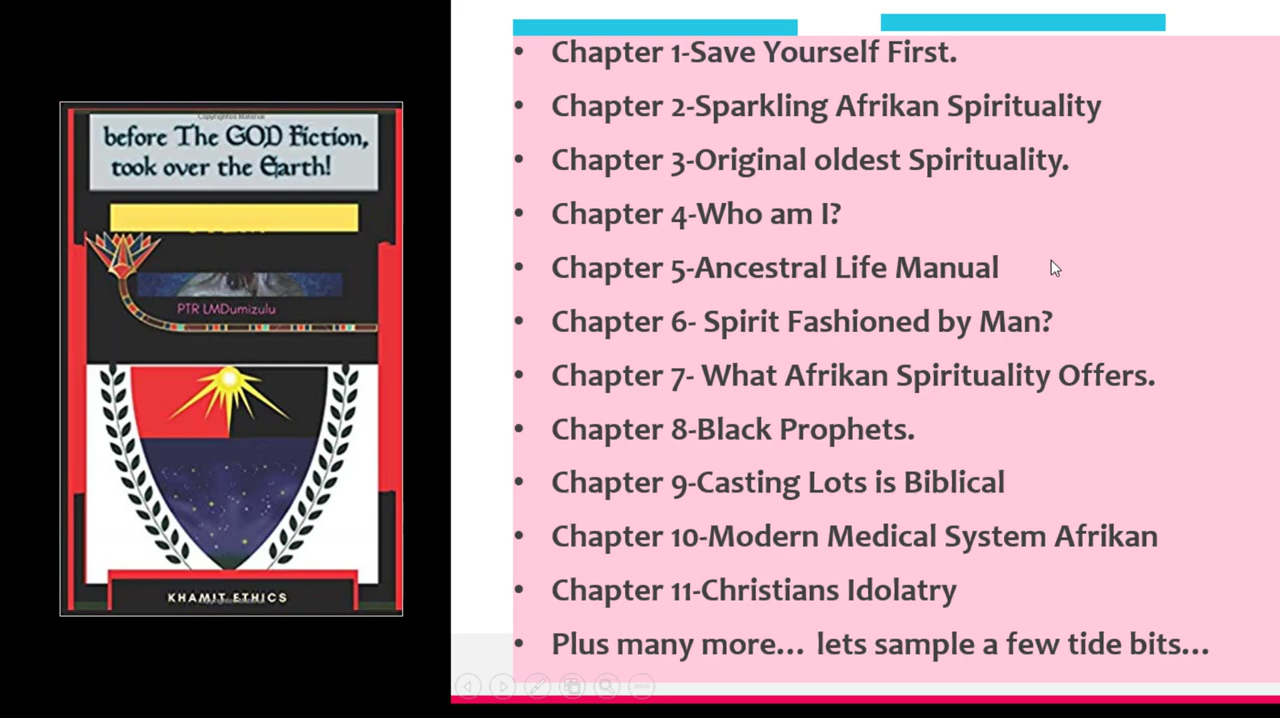 Copyrighted Material
before The GOD Fiction,
took over the Earth!
PTR LMDumizulu
KHAMIT ETHICS
• Chapter 1-Save Yourself First.
• Chapter 2-Sparkling Afrikan Spirituality
• Chapter 3-Original oldest Spirituality.
• Chapter 4-Who am I?
• Chapter 5-Ancestral Life Manual
• Chapter 6- Spirit Fashioned by Man?
• Chapter 7- What Afrikan Spirituality Offers.
• Chapter 8-Black Prophets.
• Chapter 9-Casting Lots is Biblical
• Chapter 10-Modern Medical System Afrikan
• Chapter 11-Christians Idolatry
• Plus many more... lets sample a few tide bits...